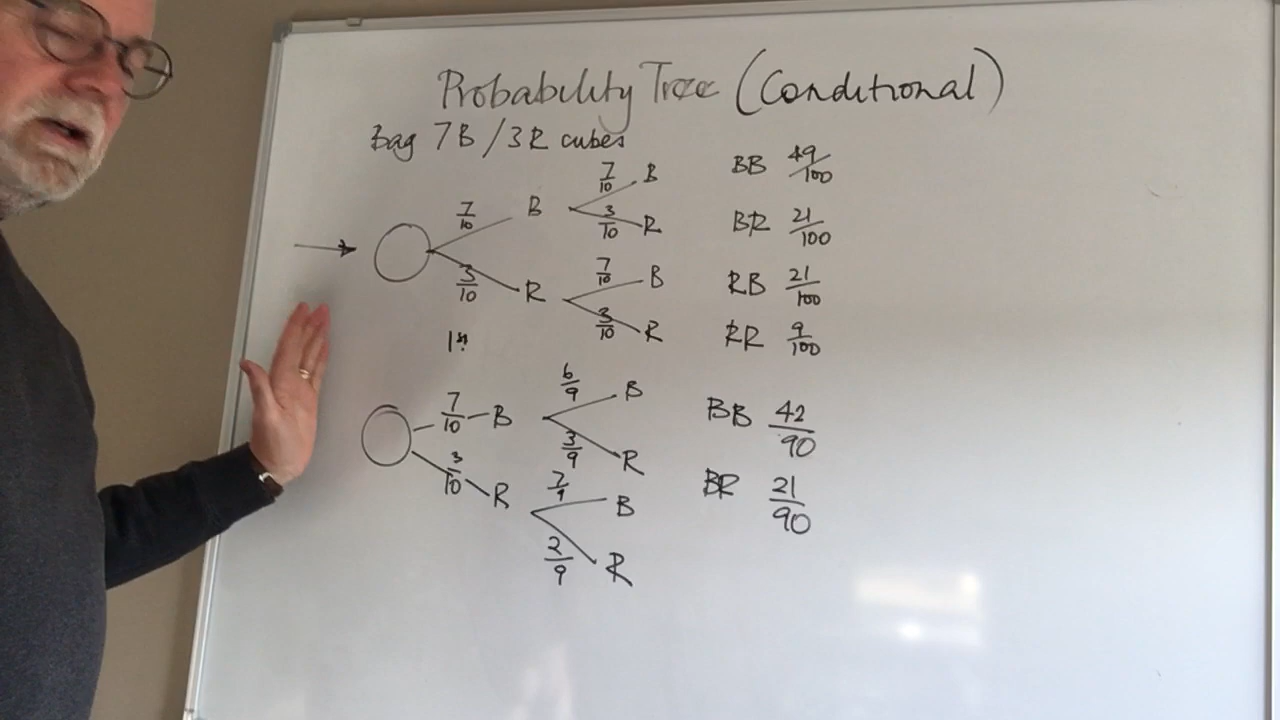 Probability Tree (Conditional)
Bag 7B / 3R cubes
7/10 B 7/10 B BB 49/100
3/10 R BR 21/100
3/10 R 7/10 B RB 21/100
3/10 R RR 9/100
1st
7/10 B 6/9 B BB 42/90
3/9 R
3/10 R 7/9 B BR 21/90
2/9 R